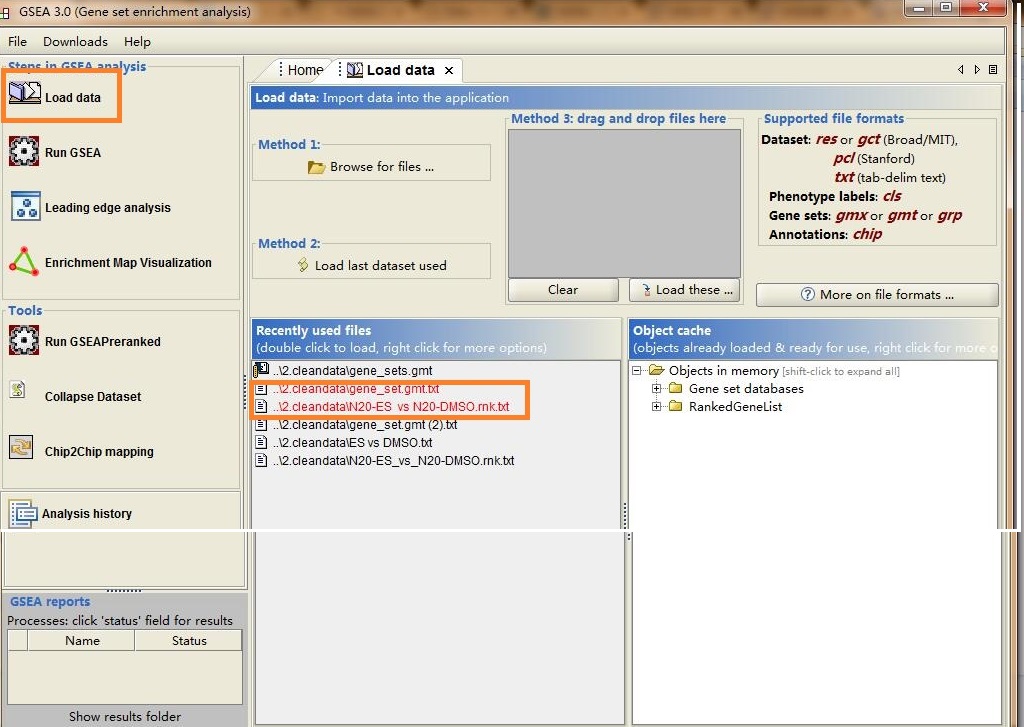 GSEA 3.0 (Gene set enrichment analysis)
File Downloads Help
Steps in GSEA analysis
Load data
Run GSEA
Leading edge analysis
Enrichment Map Visualization
Tools
Run GSEAPreranked
Collapse Dataset
Chip2Chip mapping
Analysis history
GSEA reports
Processes: click 'status' field for results
Name Status
Show results folder
Home Load data
Load data: Import data into the application
Method 1:
Browse for files ...
Method 2:
Load last dataset used
Method 3: drag and drop files here
Clear Load these ...
Supported file formats
Dataset: res or gct (Broad/MIT),
pcl (Stanford)
txt (tab-delim text)
Phenotype labels: cls
Gene sets: gmx or gmt or grp
Annotations: chip
More on file formats ...
Recently used files
(double click to load, right click for more options)
..\2.cleandata\gene_sets.gmt
..\2.cleandata\gene_set.gmt.txt
..\2.cleandata\N20-ES vs N20-DMSO.rnk.txt
..\2.cleandata\gene_set.gmt (2).txt
..\2.cleandata\ES vs DMSO.txt
..\2.cleandata\N20-ES_vs_N20-DMSO.rnk.txt
Object cache
(objects already loaded & ready for use, right click for more o
Objects in memory [shift-click to expand all]
Gene set databases
RankedGeneList